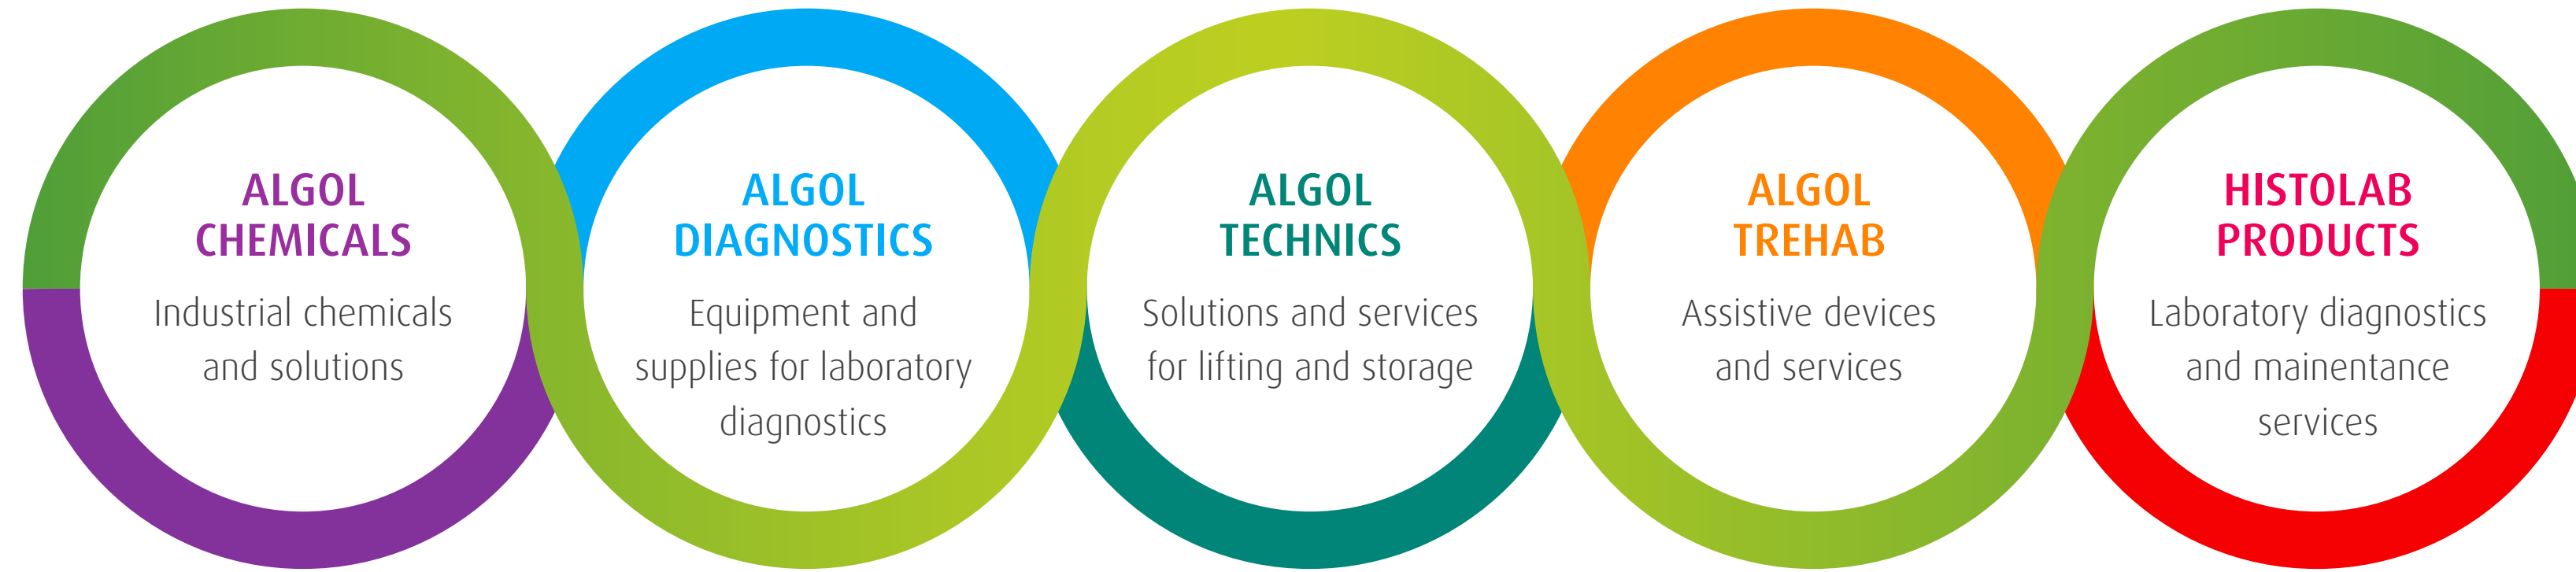 ALGOL
CHEMICALS
Industrial chemicals
and solutions
ALGOL
DIAGNOSTICS
Equipment and
supplies for laboratory
diagnostics
ALGOL
TECHNICS
Solutions and services
for lifting and storage
ALGOL
TREHAB
Assistive devices
and services
HISTOLAB
PRODUCTS
Laboratory diagnostics
and mainentance
services